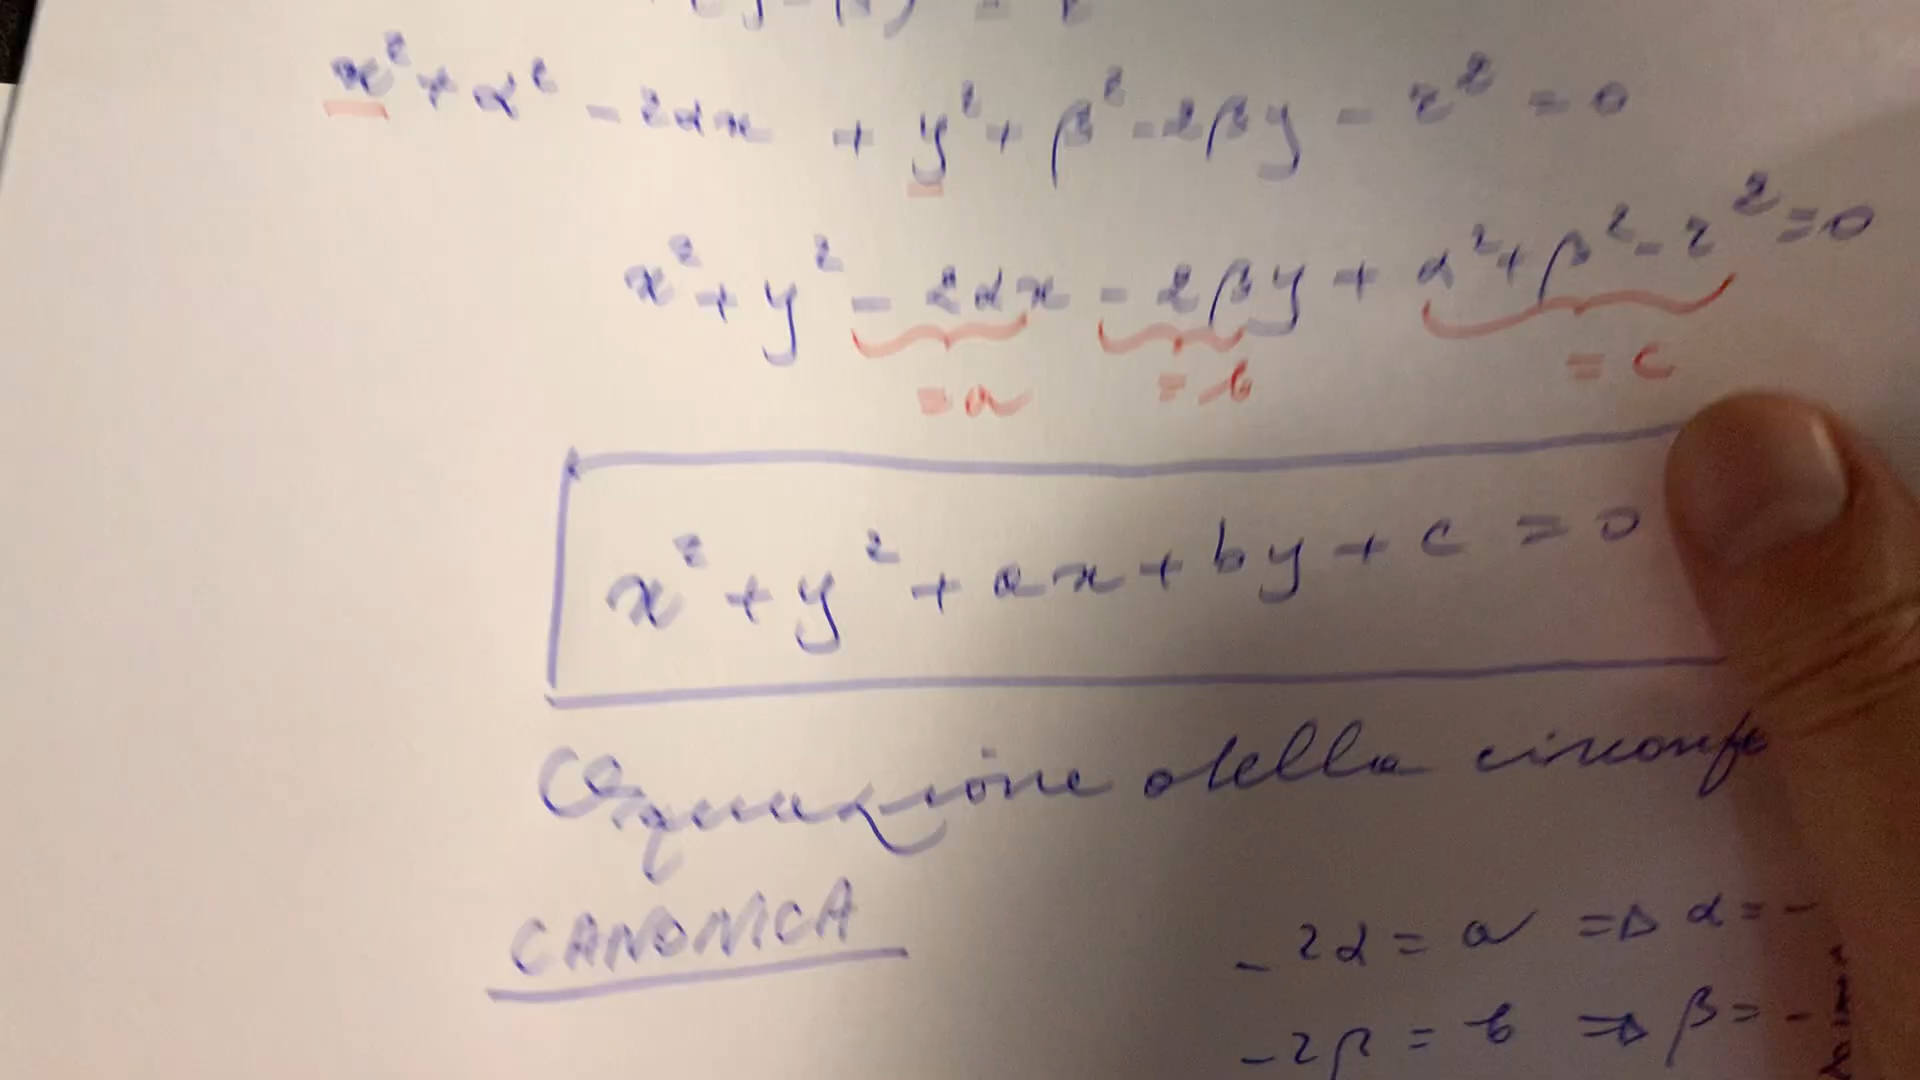 x² + α² - 2αx + y² + β² - 2βy - r² = 0
x² + y² - 2αx - 2βy + α² + β² - r² = 0
= a = b = c
x² + y² + ax + by + c = 0
Equazione della circonfe
CANONICA
- 2α = a => α = -
- 2β = b => β = -